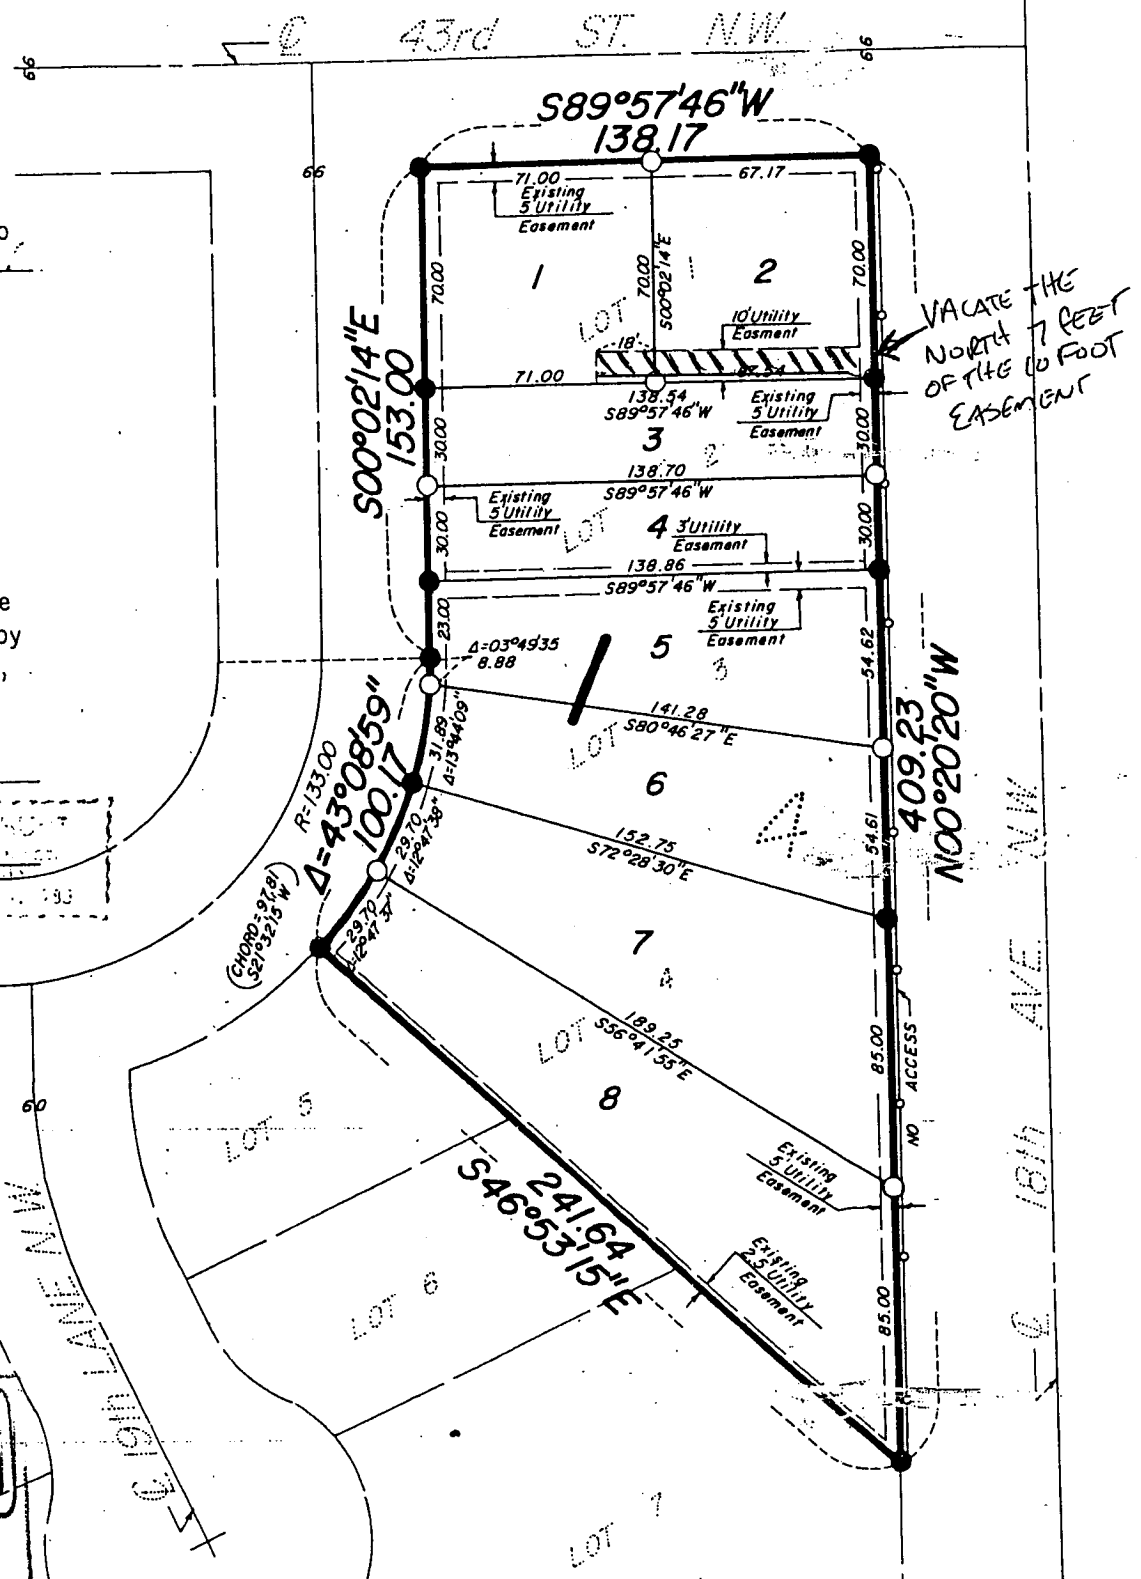 ℄ 43rd ST. N.W.
66
66
66
S89°57'46"W
138.17
71.00
67.17
Existing
5'Utility
Easement
1
2
LOT 1
70.00
70.00
S00°02'14"E
70.00
10'Utility
Easment
18'
VACATE THE
NORTH 7 FEET
OF THE 10 FOOT
EASEMENT
S00°02'14"E
153.00
71.00
138.54
S89°57'46"W
Existing
5'Utility
Easement
3
2
30.00
30.00
138.70
S89°57'46"W
Existing
5'Utility
Easement
LOT
4
3'Utility
Easement
30.00
30.00
138.86
S89°57'46"W
Existing
5'Utility
Easement
23.00
5
3
54.62
Δ=03°49'35
8.88
141.28
S80°46'27"E
LOT
31.89
Δ=13°44'09"
R=133.00
Δ=43°08'59"
100.17
6
4
409.23
N00°20'20"W
54.61
152.75
S72°28'30"E
29.70
Δ=12°47'38"
(CHORD=97.81)
S21°32'15"W
29.70
Δ=12°47'37"
7
4
LOT
189.25
S56°41'55"E
85.00
NO ACCESS
8
60
LOT 5
241.64
S46°53'15"E
Existing
5'Utility
Easement
Existing
2.5'Utility
Easement
85.00
LOT 6
LOT 7
℄ 19th LANE N.W.
℄ 18th AVE. N.W.
e
by